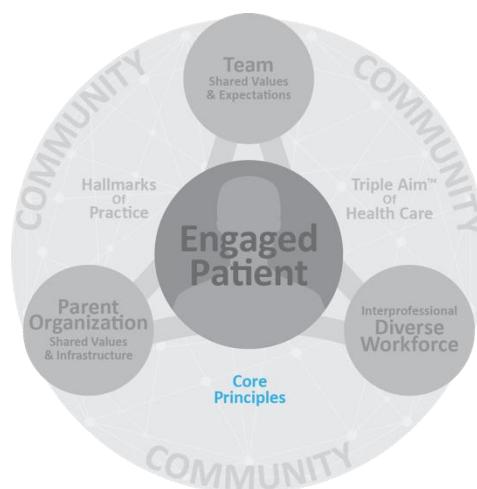 COMMUNITY
COMMUNITY
Team
Shared Values
& Expectations
Hallmarks
Of
Practice
Triple Aim™
Of
Health Care
Engaged
Patient
Parent
Organization
Shared Values
& Infrastructure
Interprofessional
Diverse
Workforce
Core
Principles
COMMUNITY